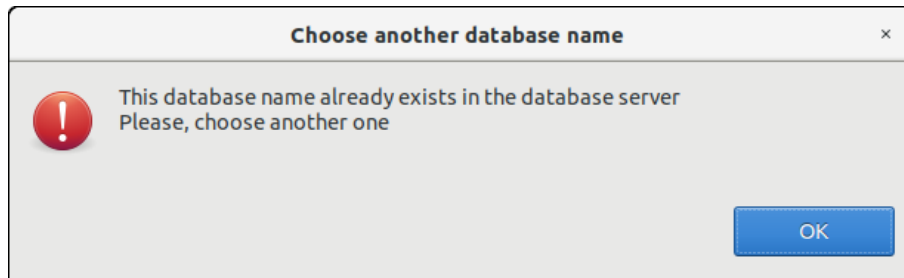 Choose another database name
This database name already exists in the database server
Please, choose another one
OK